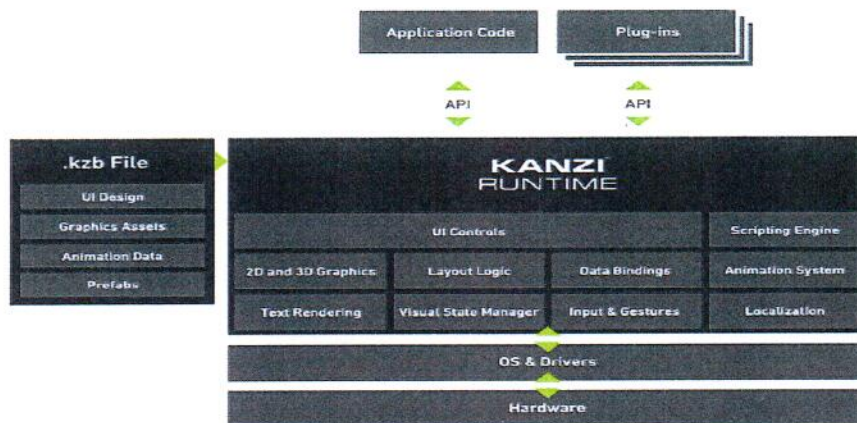 Application Code
Plug-ins
API
API
.kzb File
UI Design
Graphics Assets
Animation Data
Prefabs
KANZI
RUNTIME
UI Controls
Scripting Engine
2D and 3D Graphics
Layout Logic
Data Bindings
Animation System
Text Rendering
Visual State Manager
Input & Gestures
Localization
OS & Drivers
Hardware